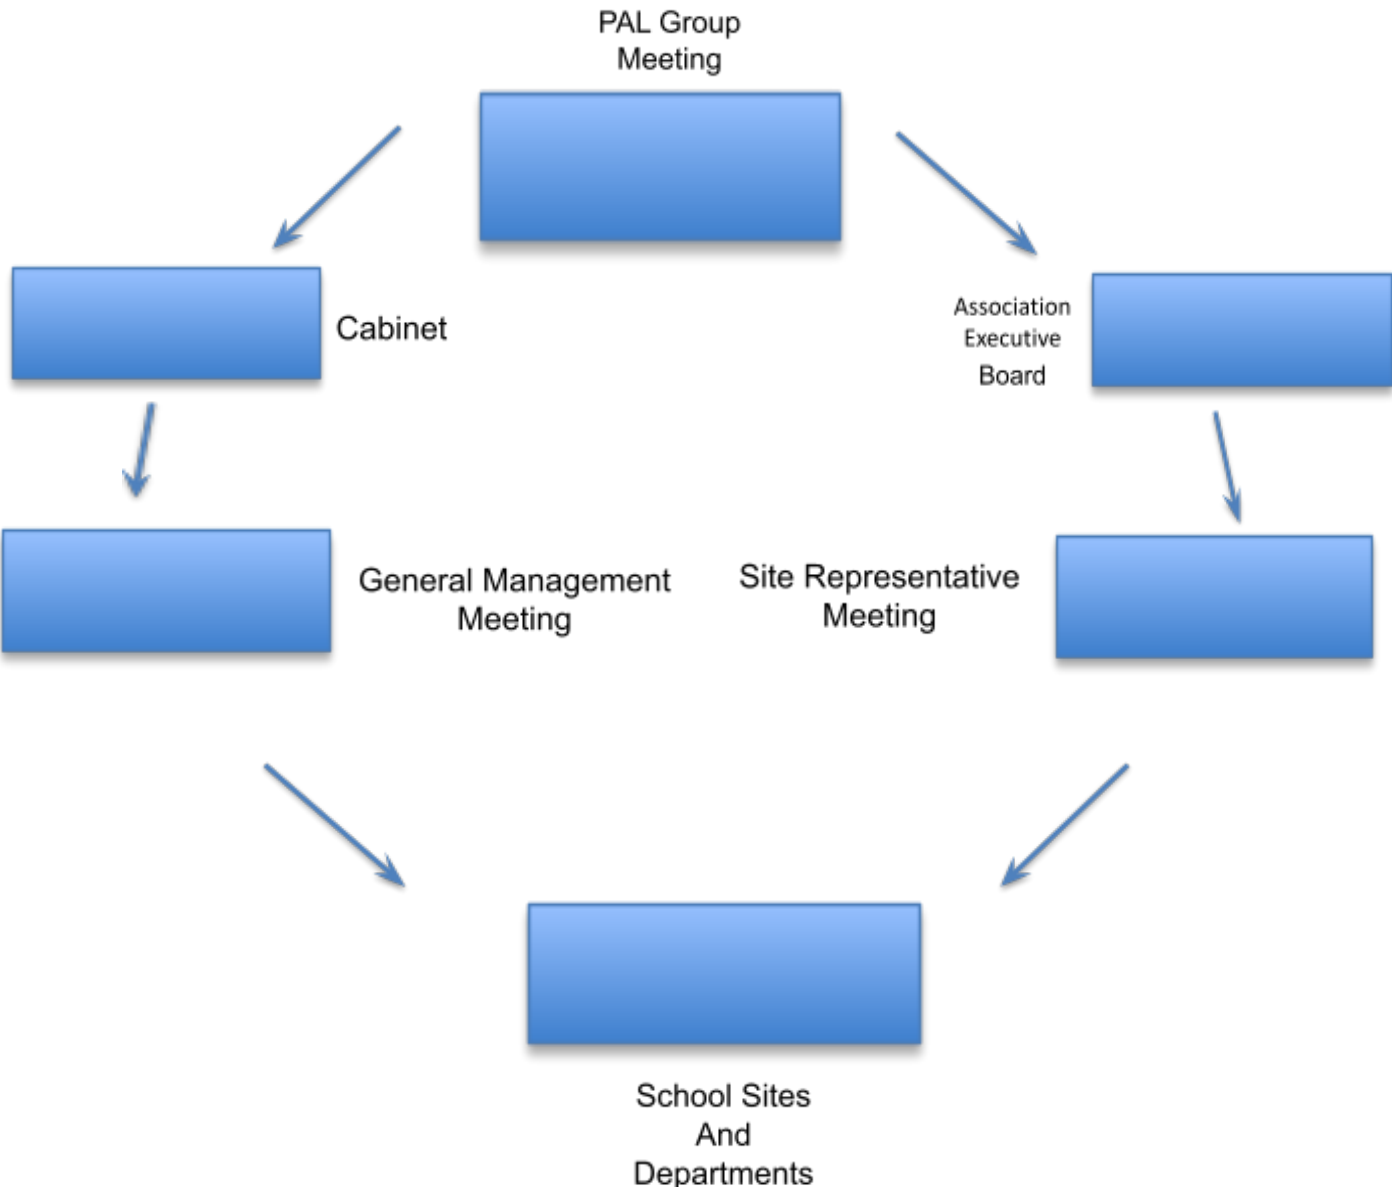 PAL Group
Meeting
Cabinet
Association
Executive
Board
General Management
Meeting
Site Representative
Meeting
School Sites
And
Departments